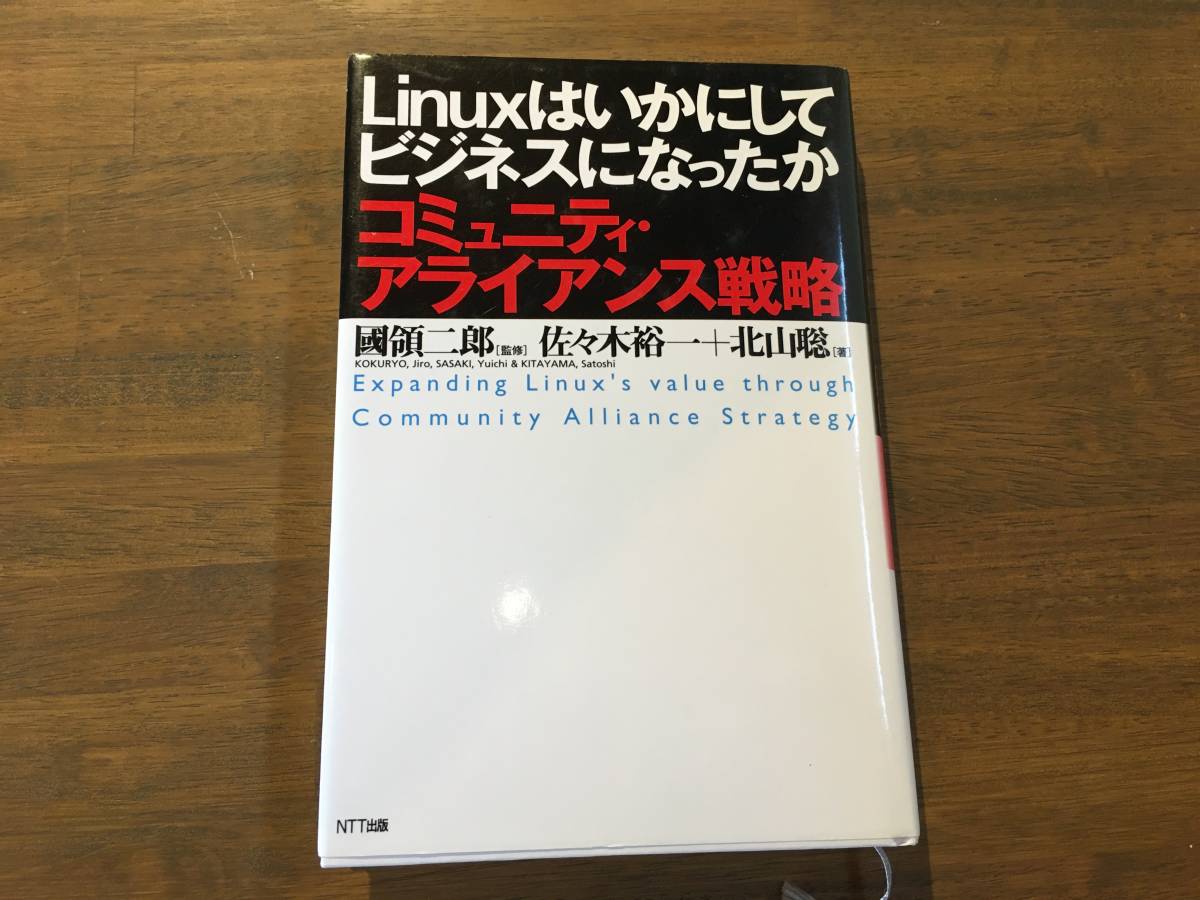 Linuxはいかにして
ビジネスになったか
コミュニティ・
アライアンス戦略
國領二郎[監修] 佐々木裕一+北山聡[著]
KOKURYO, Jiro, SASAKI, Yuichi & KITAYAMA, Satoshi
Expanding Linux's value through
Community Alliance Strategy
NTT出版